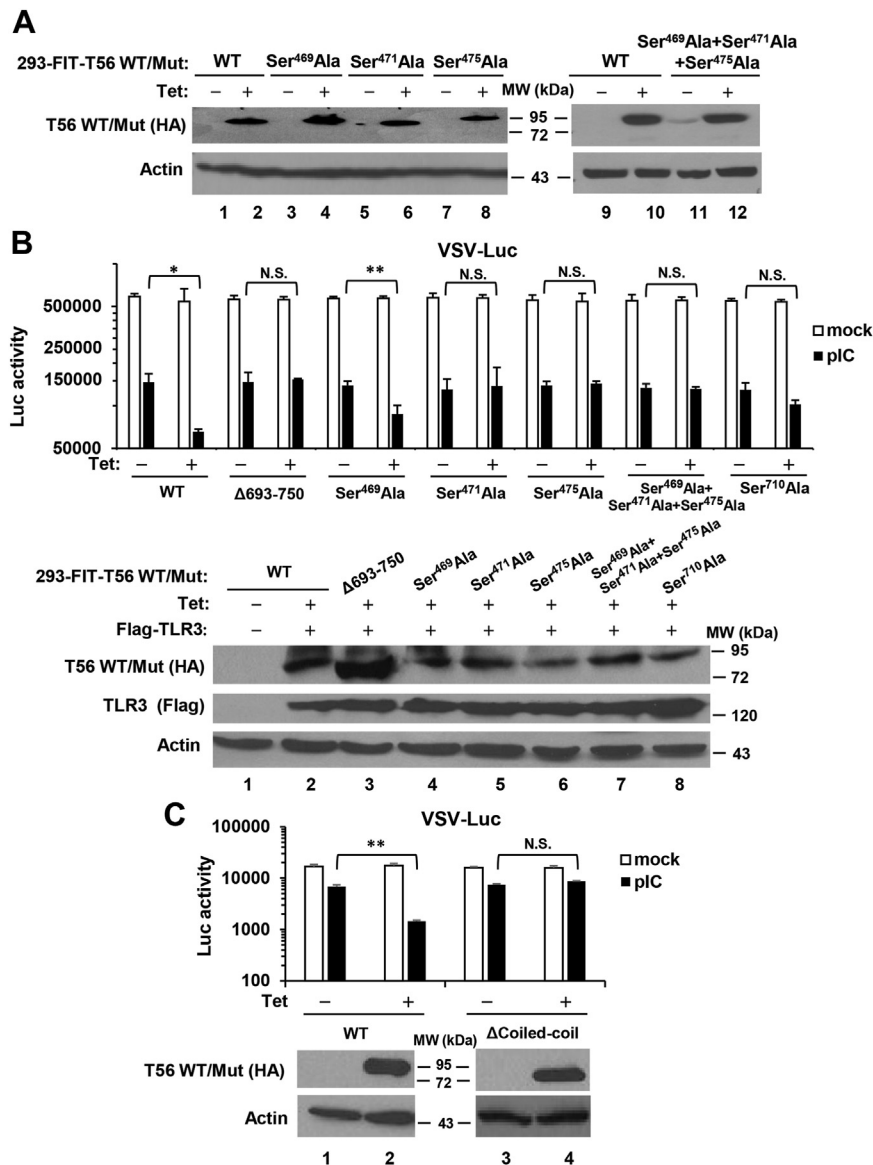 A
293-FIT-T56 WT/Mut: WT Ser469Ala Ser471Ala Ser475Ala WT Ser469Ala+Ser471Ala +Ser475Ala
Tet: – + – + – + – + MW (kDa) – + – +
T56 WT/Mut (HA) – 95 – – 72 –
Actin – 43 –
1 2 3 4 5 6 7 8 9 10 11 12
B
VSV-Luc
* N.S. ** N.S. N.S. N.S. N.S.
Luc activity
500000
250000
150000
50000
mock
pIC
Tet: – + – + – + – + – + – + – +
WT Δ693-750 Ser469Ala Ser471Ala Ser475Ala Ser469Ala+ Ser471Ala+Ser475Ala Ser710Ala
293-FIT-T56 WT/Mut: WT Δ693-750 Ser469Ala Ser471Ala Ser475Ala Ser469Ala+ Ser471Ala+Ser475Ala Ser710Ala
Tet: – + + + + + + +
Flag-TLR3: – + + + + + + + MW (kDa)
T56 WT/Mut (HA) – 95 – 72
TLR3 (Flag) – 120
Actin – 43
1 2 3 4 5 6 7 8
C
VSV-Luc
** N.S.
Luc activity
100000
10000
1000
100
mock
pIC
Tet – + – +
WT MW (kDa) ΔCoiled-coil
T56 WT/Mut (HA) – 95 – – 72 –
Actin – 43 –
1 2 3 4